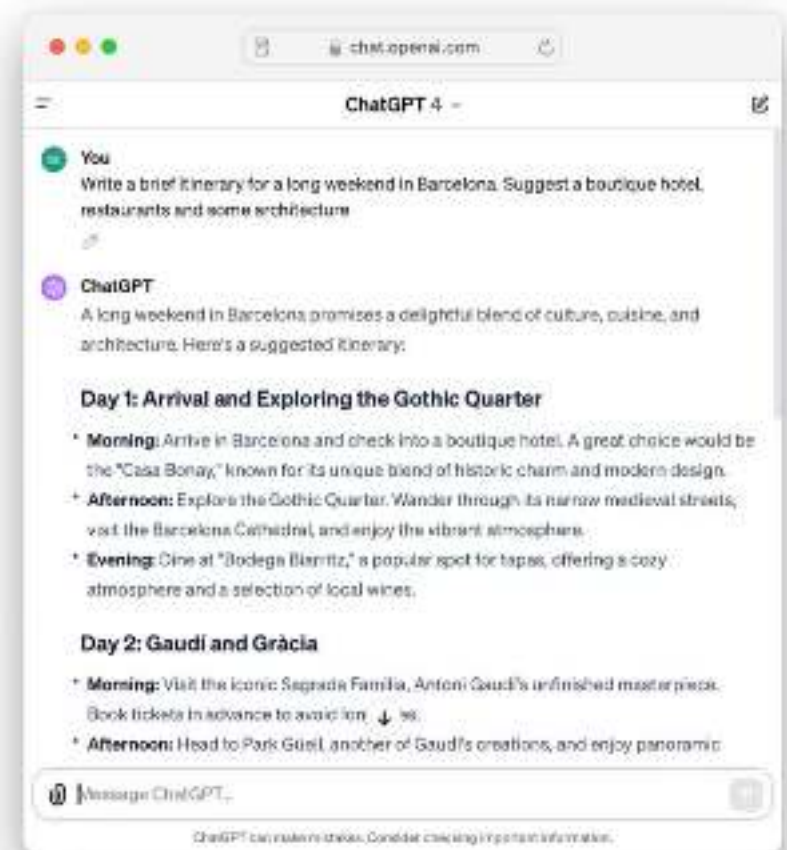 chat.openai.com
ChatGPT 4
You
Write a brief itinerary for a long weekend in Barcelona. Suggest a boutique hotel,
restaurants and some architecture
ChatGPT
A long weekend in Barcelona promises a delightful blend of culture, cuisine, and
architecture. Here's a suggested itinerary:
Day 1: Arrival and Exploring the Gothic Quarter
• Morning: Arrive in Barcelona and check into a boutique hotel. A great choice would be
the "Casa Bonay," known for its unique blend of historic charm and modern design.
• Afternoon: Explore the Gothic Quarter. Wander through its narrow medieval streets,
visit the Barcelona Cathedral, and enjoy the vibrant atmosphere.
• Evening: Dine at "Bodega Biarritz," a popular spot for tapas, offering a cozy
atmosphere and a selection of local wines.
Day 2: Gaudí and Gràcia
• Morning: Visit the iconic Sagrada Família, Antoni Gaudí's unfinished masterpiece.
Book tickets in advance to avoid
• Afternoon: Head to Park Güell, another of Gaudí's creations, and enjoy panoramic
Message ChatGPT...
ChatGPT can make mistakes. Consider checking important information.